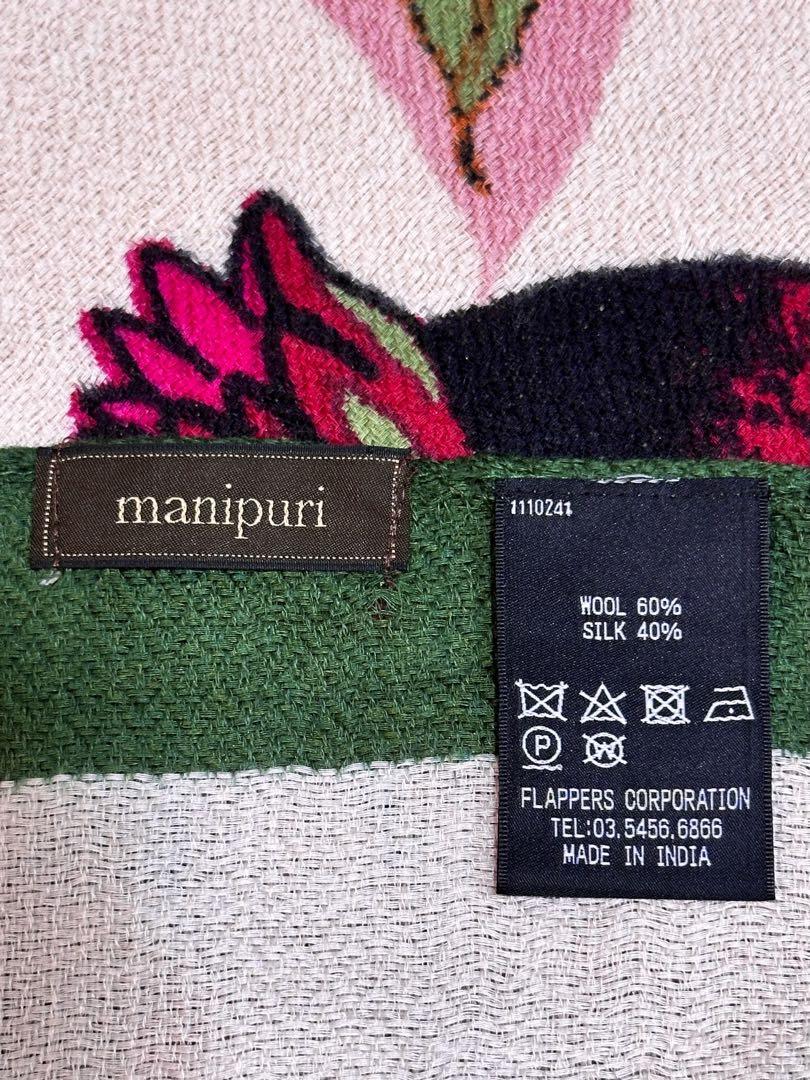 manipuri
1110241
WOOL 60%
SILK 40%
P
W
FLAPPERS CORPORATION
TEL:03.5456.6866
MADE IN INDIA